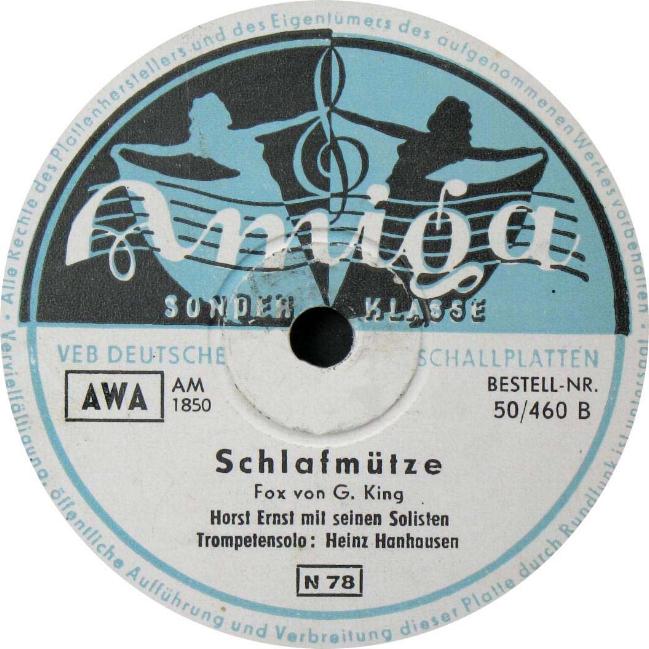 Alle Rechte des Plattenherstellers und des Eigentümers des aufgenommenen Werkes vorbehalten · Vervielfältigung, öffentliche Aufführung und Verbreitung dieser Platte durch Rundfunk ist untersagt ·
Amiga
SONDER KLASSE
VEB DEUTSCHE SCHALLPLATTEN
AWA
AM
1850
BESTELL-NR.
50/460 B
Schlafmütze
Fox von G. King
Horst Ernst mit seinen Solisten
Trompetensolo: Heinz Hanhausen
N 78